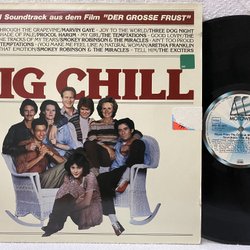 l Soundtrack aus dem Film "DER GROSSE FRUST"
THROUGH THE GRAPEVINE/MARVIN GAYE · JOY TO THE WORLD/THREE DOG NIGHT
SHADE OF PALE/PROCOL HARUM · MY GIRL/THE TEMPTATIONS · GOOD LOVIN'/THE
THE TRACKS OF MY TEARS/SMOKEY ROBINSON & THE MIRACLES · AIN'T TOO PROUD
TEMPTATIONS · (YOU MAKE ME FEEL LIKE A) NATURAL WOMAN/ARETHA FRANKLIN
THAT EMOTION/SMOKEY ROBINSON & THE MIRACLES · TELL HIM/THE EXCITERS
IG CHILL
MOTOWN